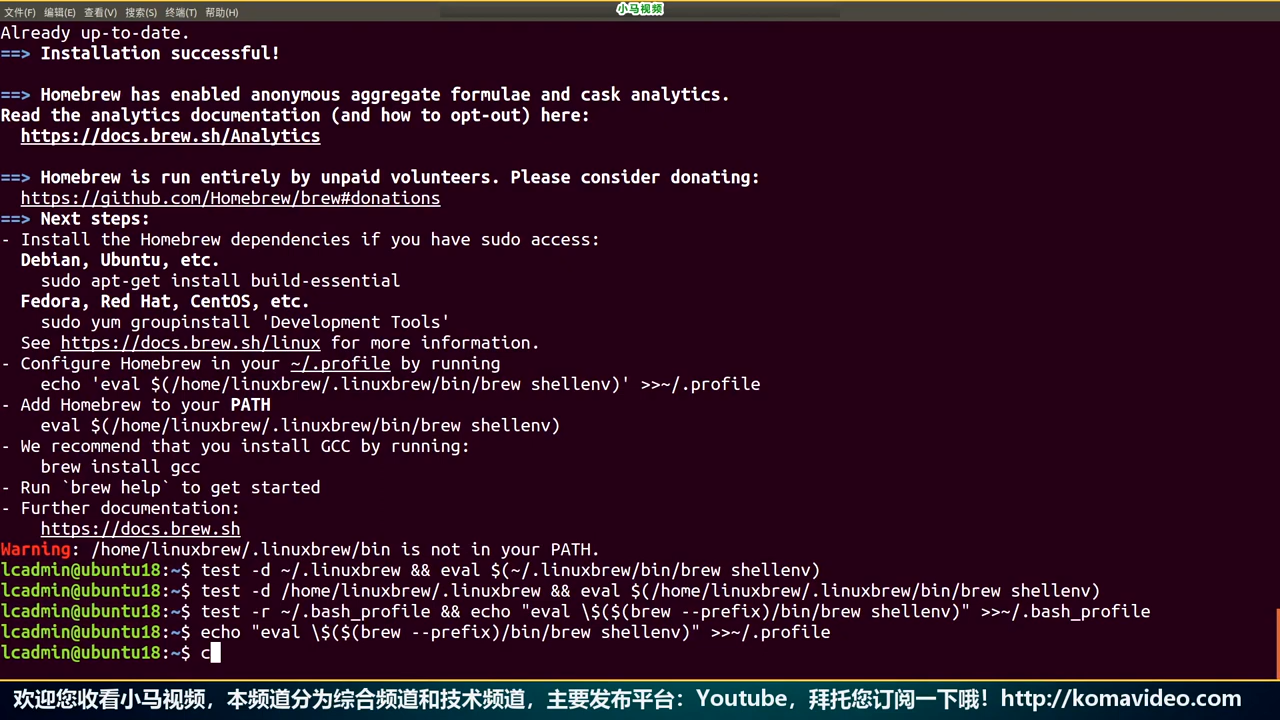 小马视频
文件(F) 编辑(E) 查看(V) 搜索(S) 终端(T) 帮助(H)
Already up-to-date.
==> Installation successful!
==> Homebrew has enabled anonymous aggregate formulae and cask analytics.
Read the analytics documentation (and how to opt-out) here:
  https://docs.brew.sh/Analytics
==> Homebrew is run entirely by unpaid volunteers. Please consider donating:
  https://github.com/Homebrew/brew#donations
==> Next steps:
- Install the Homebrew dependencies if you have sudo access:
  Debian, Ubuntu, etc.
    sudo apt-get install build-essential
  Fedora, Red Hat, CentOS, etc.
    sudo yum groupinstall 'Development Tools'
  See https://docs.brew.sh/linux for more information.
- Configure Homebrew in your ~/.profile by running
    echo 'eval $(/home/linuxbrew/.linuxbrew/bin/brew shellenv)' >>~/.profile
- Add Homebrew to your PATH
    eval $(/home/linuxbrew/.linuxbrew/bin/brew shellenv)
- We recommend that you install GCC by running:
    brew install gcc
- Run `brew help` to get started
- Further documentation:
    https://docs.brew.sh
Warning: /home/linuxbrew/.linuxbrew/bin is not in your PATH.
lcadmin@ubuntu18:~$ test -d ~/.linuxbrew && eval $(~/.linuxbrew/bin/brew shellenv)
lcadmin@ubuntu18:~$ test -d /home/linuxbrew/.linuxbrew && eval $(/home/linuxbrew/.linuxbrew/bin/brew shellenv)
lcadmin@ubuntu18:~$ test -r ~/.bash_profile && echo "eval \$($(brew --prefix)/bin/brew shellenv)" >>~/.bash_profile
lcadmin@ubuntu18:~$ echo "eval \$($(brew --prefix)/bin/brew shellenv)" >>~/.profile
lcadmin@ubuntu18:~$ c
欢迎您收看小马视频，本频道分为综合频道和技术频道，主要发布平台：Youtube，拜托您订阅一下哦！http://komavideo.com